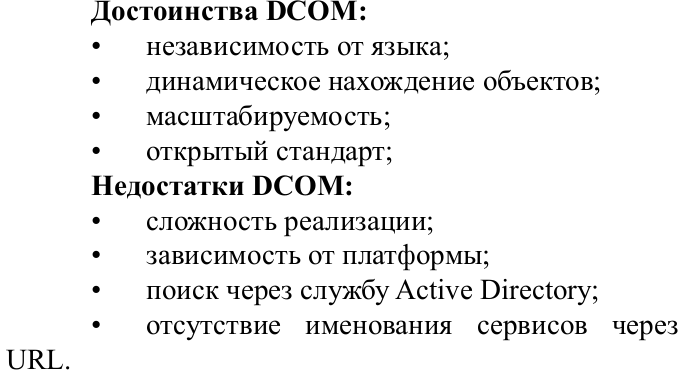 Достоинства DCOM:
• независимость от языка;
• динамическое нахождение объектов;
• масштабируемость;
• открытый стандарт;
Недостатки DCOM:
• сложность реализации;
• зависимость от платформы;
• поиск через службу Active Directory;
• отсутствие именования сервисов через
URL.